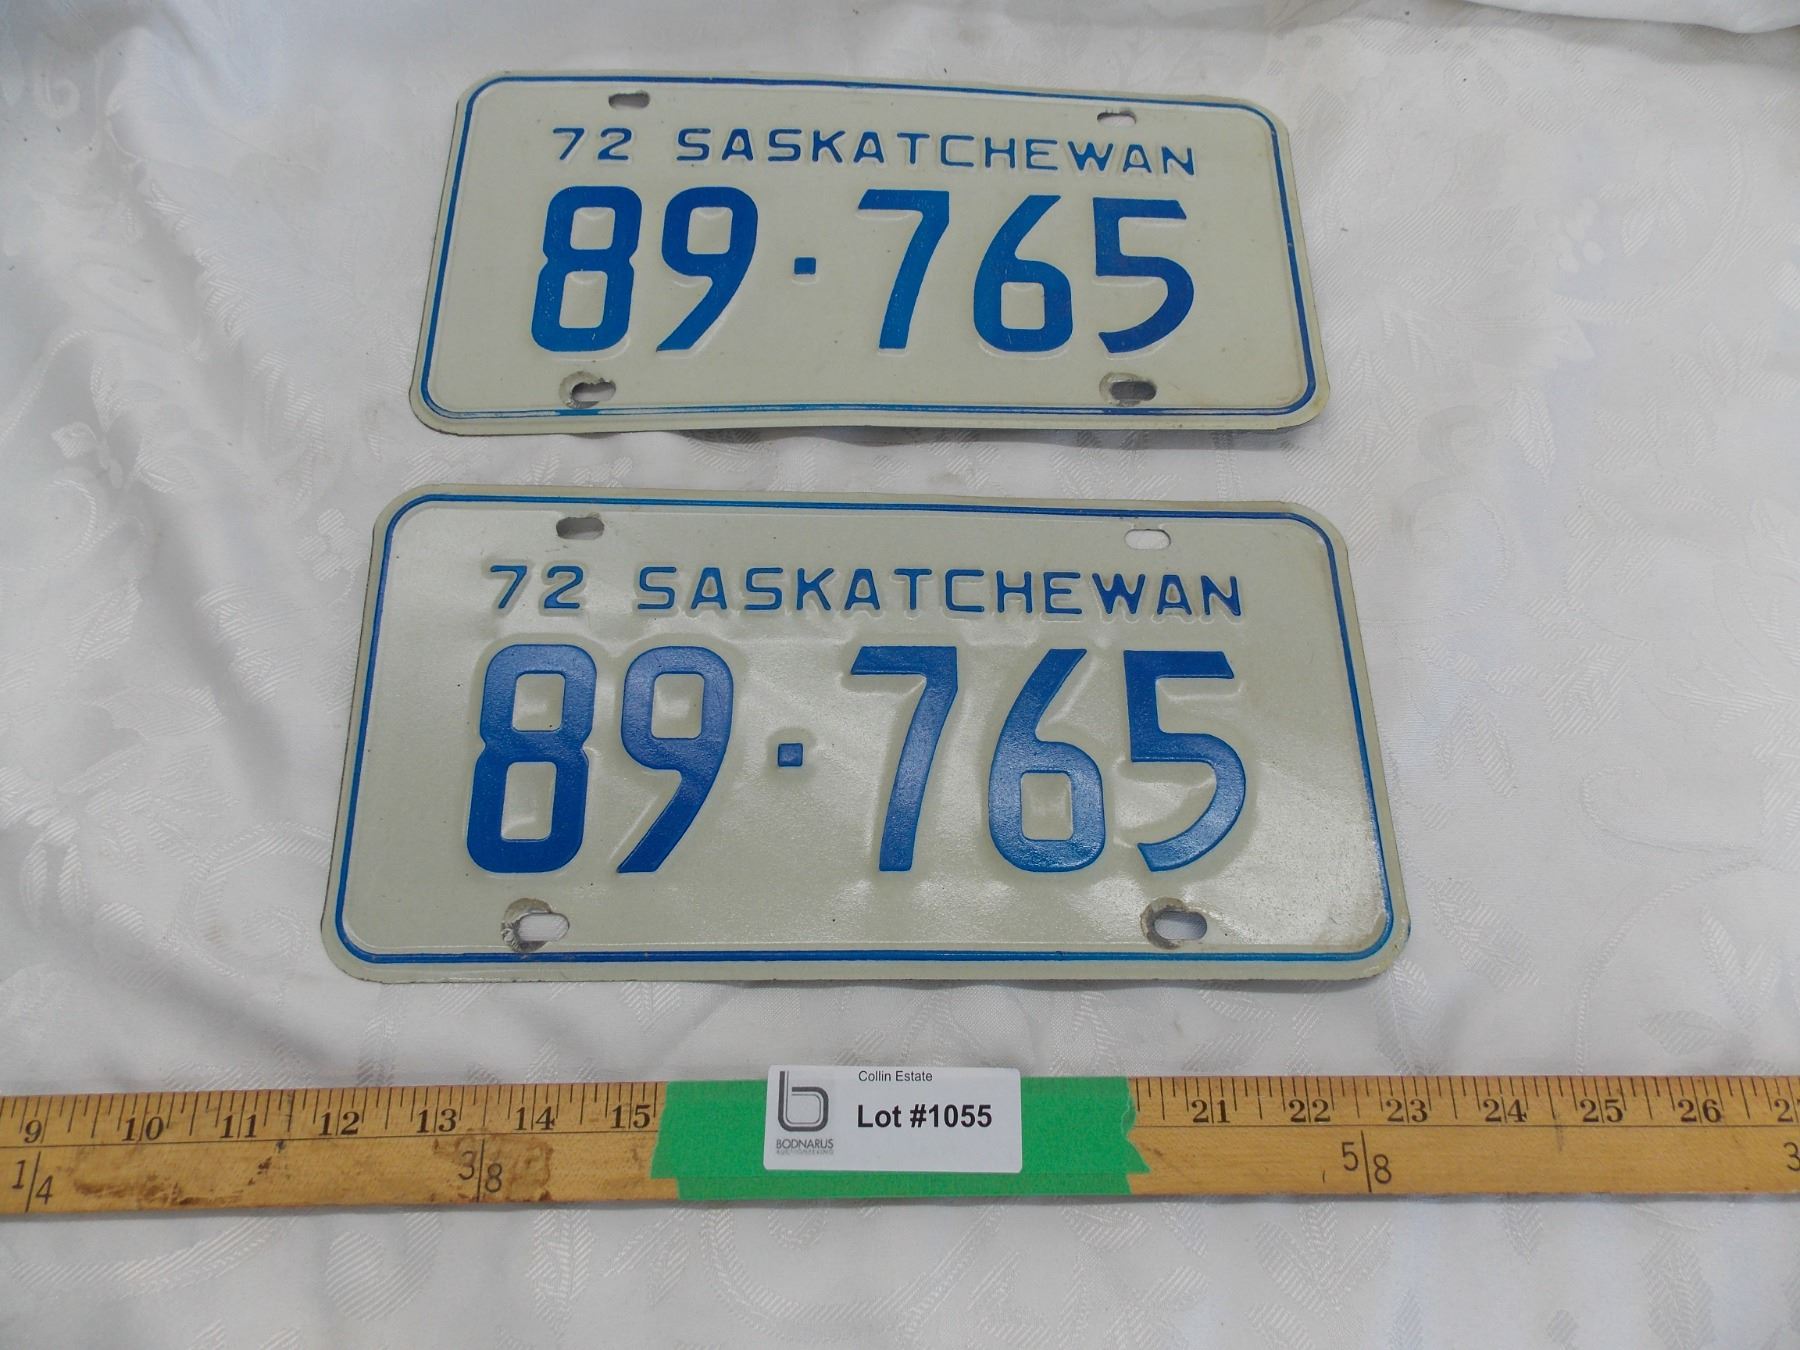 72 SASKATCHEWAN
89·765
72 SASKATCHEWAN
89·765
Collin Estate
Lot #1055
BODNARUS
AUCTIONEERING
9 10 11 12 13 14 15 21 22 23 24 25 26
1/4 3/8 5/8